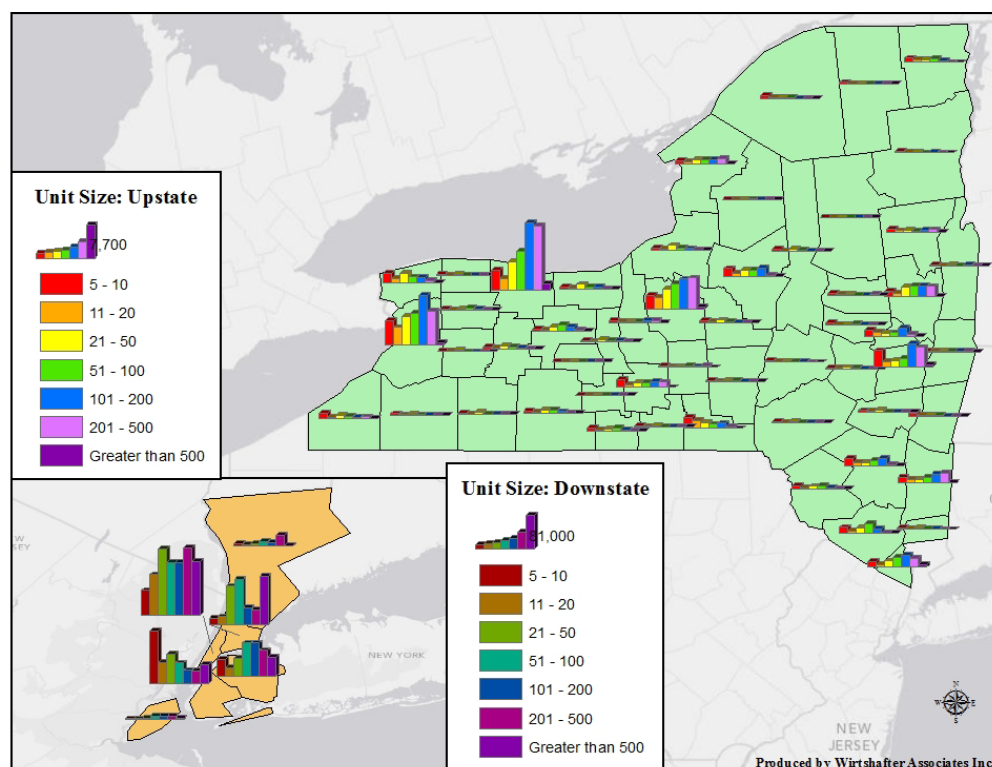 Unit Size: Upstate
7,700
5 - 10
11 - 20
21 - 50
51 - 100
101 - 200
201 - 500
Greater than 500
Unit Size: Downstate
81,000
5 - 10
11 - 20
21 - 50
51 - 100
101 - 200
201 - 500
Greater than 500
JERSEY
NEW YORK
N
W E
S
NEW
JERSEY
Produced by Wirtshafter Associates Inc